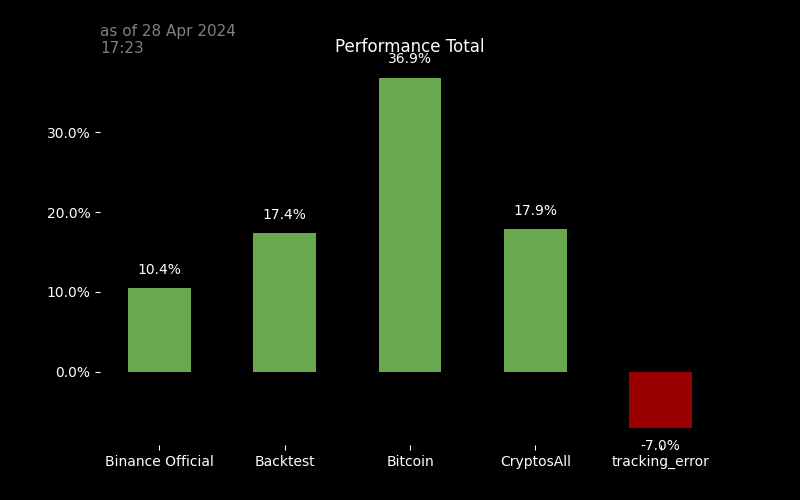 as of 28 Apr 2024
17:23
Performance Total
36.9%
30.0%
20.0%
17.4%
17.9%
10.4%
10.0%
0.0%
-7.0%
Binance Official
Backtest
Bitcoin
CryptosAll
tracking_error